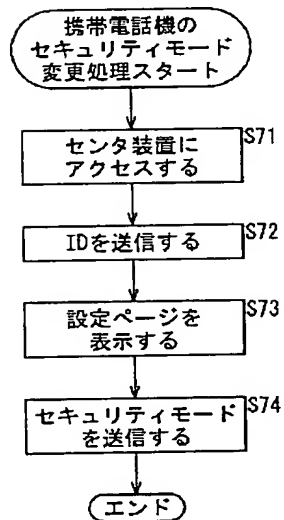 携帯電話機の
セキュリティモード
変更処理スタート
S71
センタ装置に
アクセスする
S72
IDを送信する
S73
設定ページを
表示する
S74
セキュリティモード
を送信する
エンド